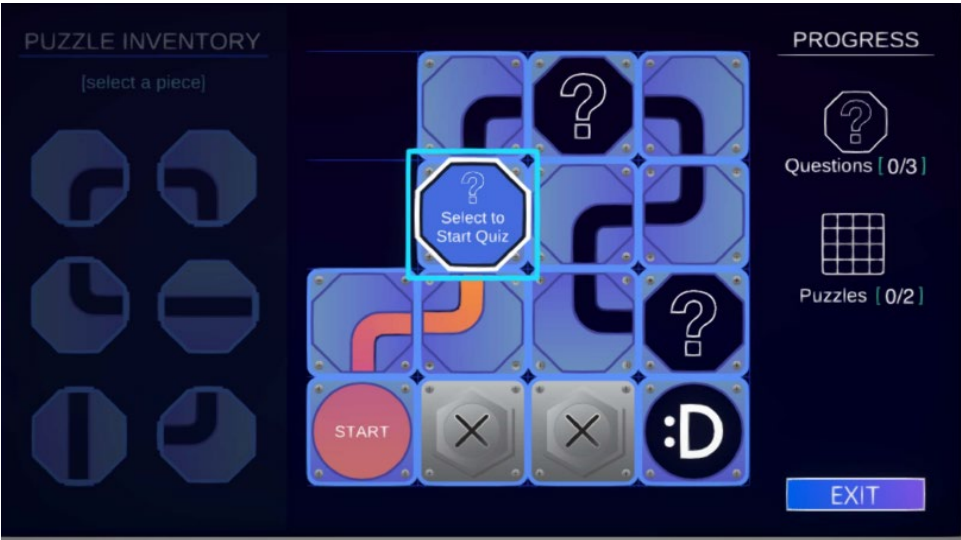 PUZZLE INVENTORY
[select a piece]
?
?
Select to
Start Quiz
?
START
X
X
:D
PROGRESS
?
Questions [ 0/3 ]
Puzzles [ 0/2 ]
EXIT